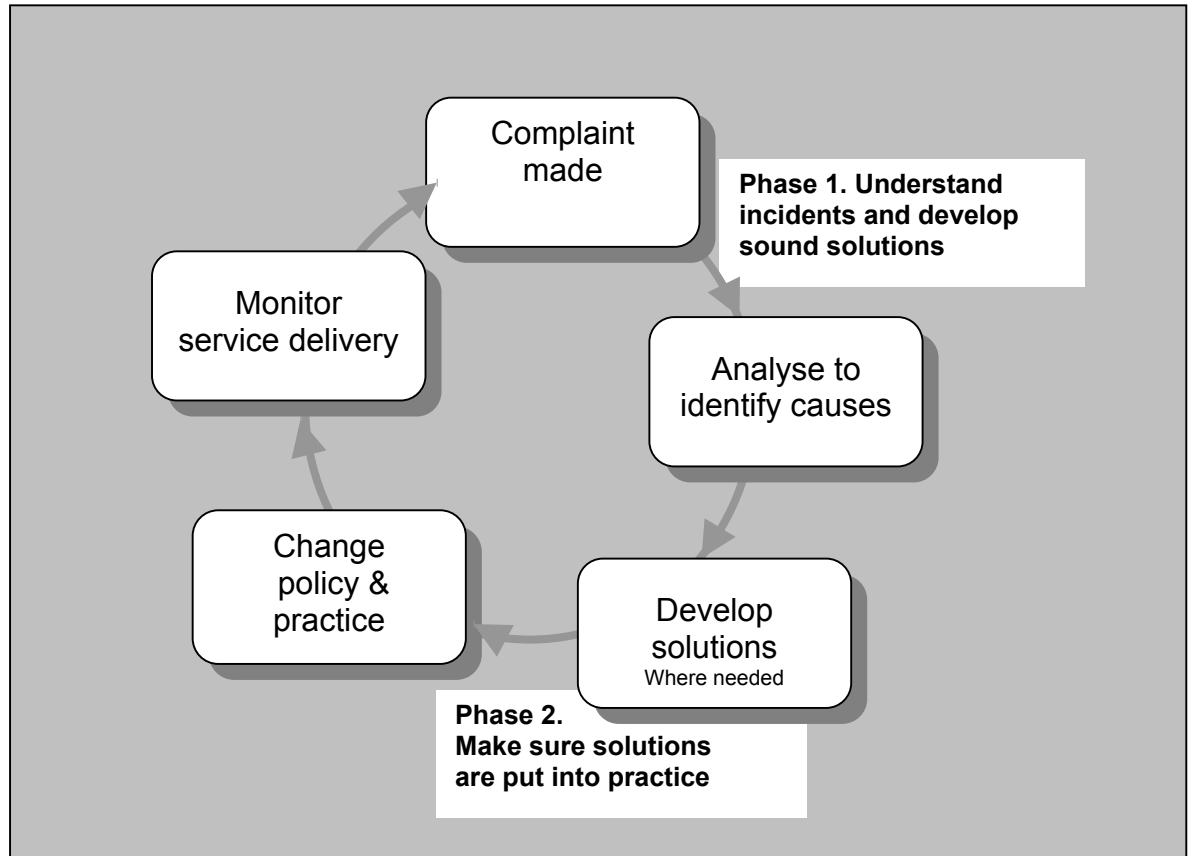 Complaint
made
Phase 1. Understand
incidents and develop
sound solutions
Analyse to
identify causes
Develop
solutions
Where needed
Phase 2.
Make sure solutions
are put into practice
Change
policy &
practice
Monitor
service delivery